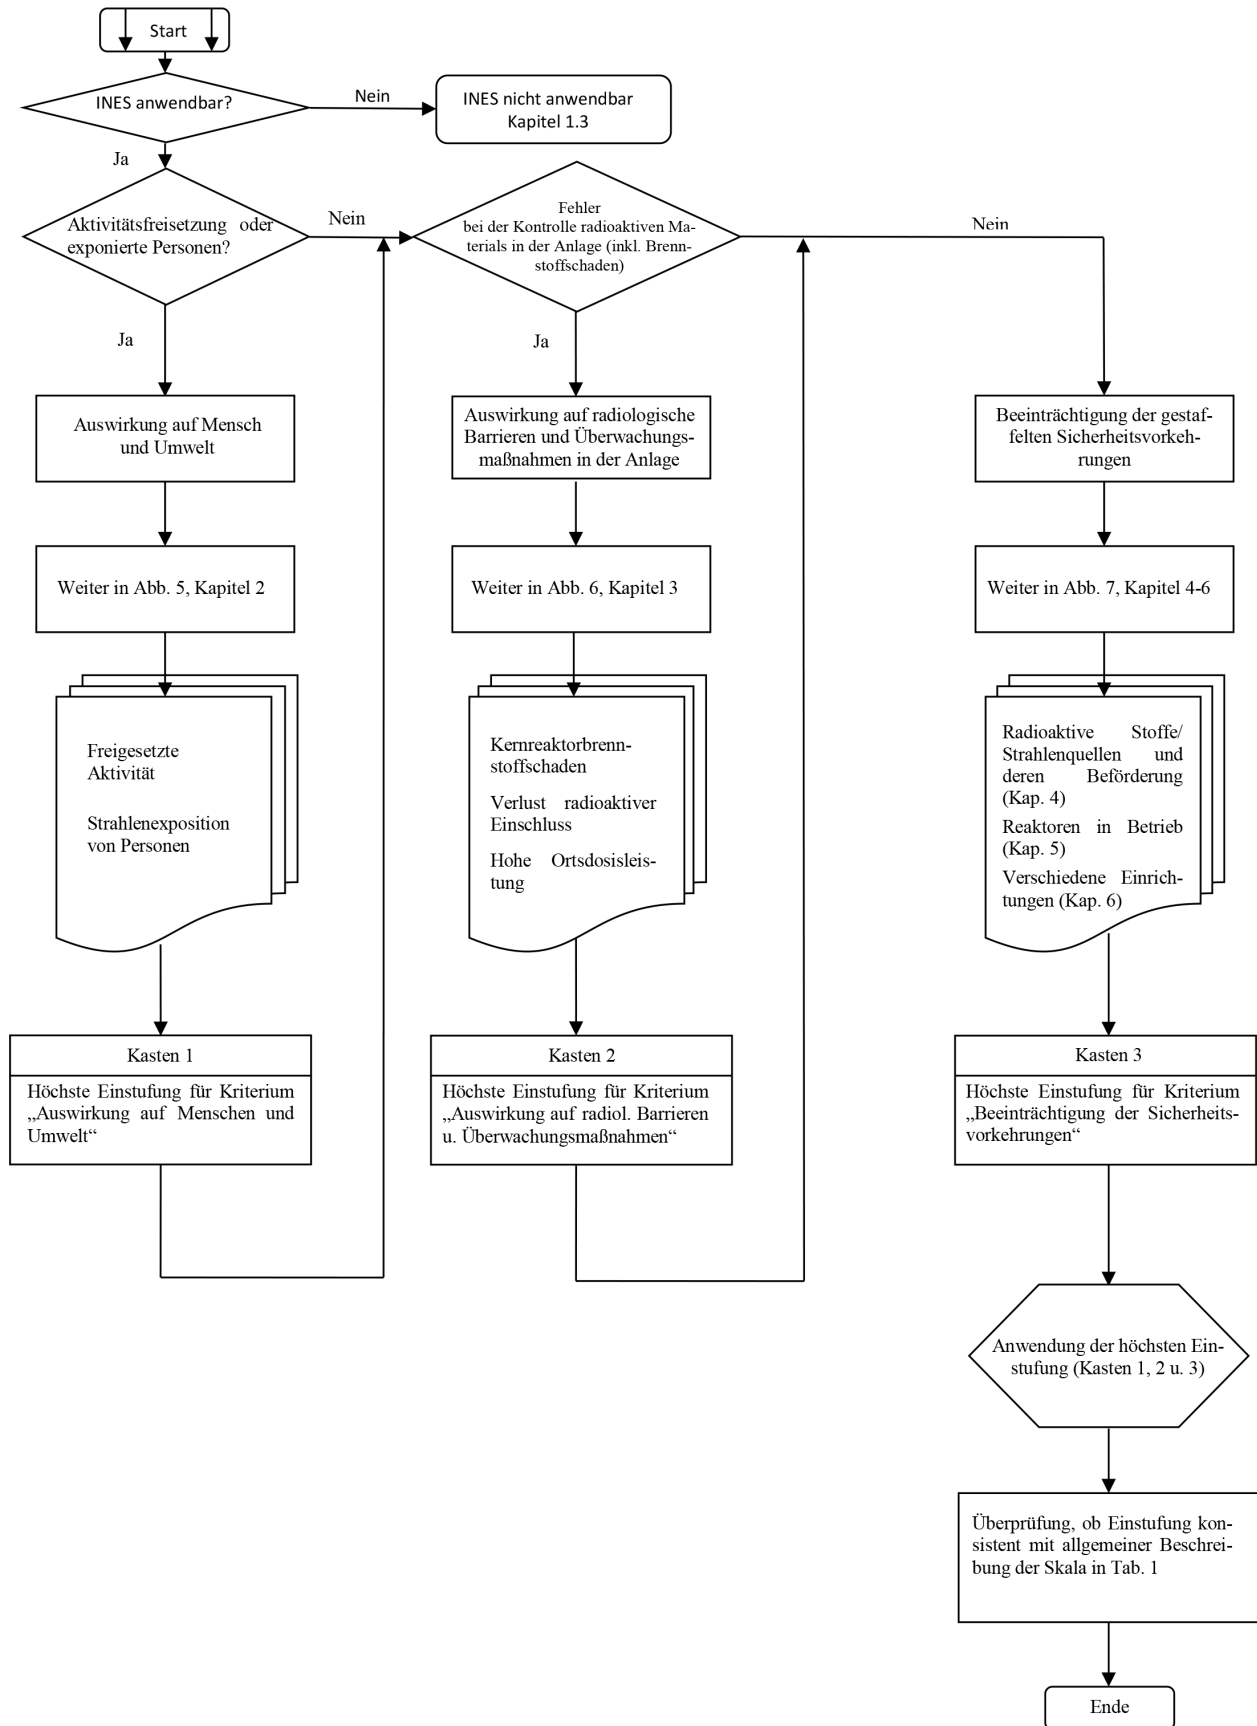 Start
INES anwendbar?
Nein
INES nicht anwendbar
Kapitel 1.3
Ja
Aktivitätsfreisetzung oder
exponierte Personen?
Nein
Fehler
bei der Kontrolle radioaktiven Ma-
terials in der Anlage (inkl. Brenn-
stoffschaden)
Nein
Ja
Ja
Auswirkung auf Mensch
und Umwelt
Auswirkung auf radiologische
Barrieren und Überwachungs-
maßnahmen in der Anlage
Beeinträchtigung der gestaf-
felten Sicherheitsvorkeh-
rungen
Weiter in Abb. 5, Kapitel 2
Weiter in Abb. 6, Kapitel 3
Weiter in Abb. 7, Kapitel 4-6
Freigesetzte
Aktivität
Strahlenexposition
von Personen
Kernreaktorbrenn-
stoffschaden
Verlust radioaktiver
Einschluss
Hohe Ortsdosisleis-
tung
Radioaktive Stoffe/
Strahlenquellen und
deren Beförderung
(Kap. 4)
Reaktoren in Betrieb
(Kap. 5)
Verschiedene Einrich-
tungen (Kap. 6)
Kasten 1
Höchste Einstufung für Kriterium
„Auswirkung auf Menschen und
Umwelt“
Kasten 2
Höchste Einstufung für Kriterium
„Auswirkung auf radiol. Barrieren
u. Überwachungsmaßnahmen“
Kasten 3
Höchste Einstufung für Kriterium
„Beeinträchtigung der Sicherheits-
vorkehrungen“
Anwendung der höchsten Ein-
stufung (Kasten 1, 2 u. 3)
Überprüfung, ob Einstufung kon-
sistent mit allgemeiner Beschrei-
bung der Skala in Tab. 1
Ende